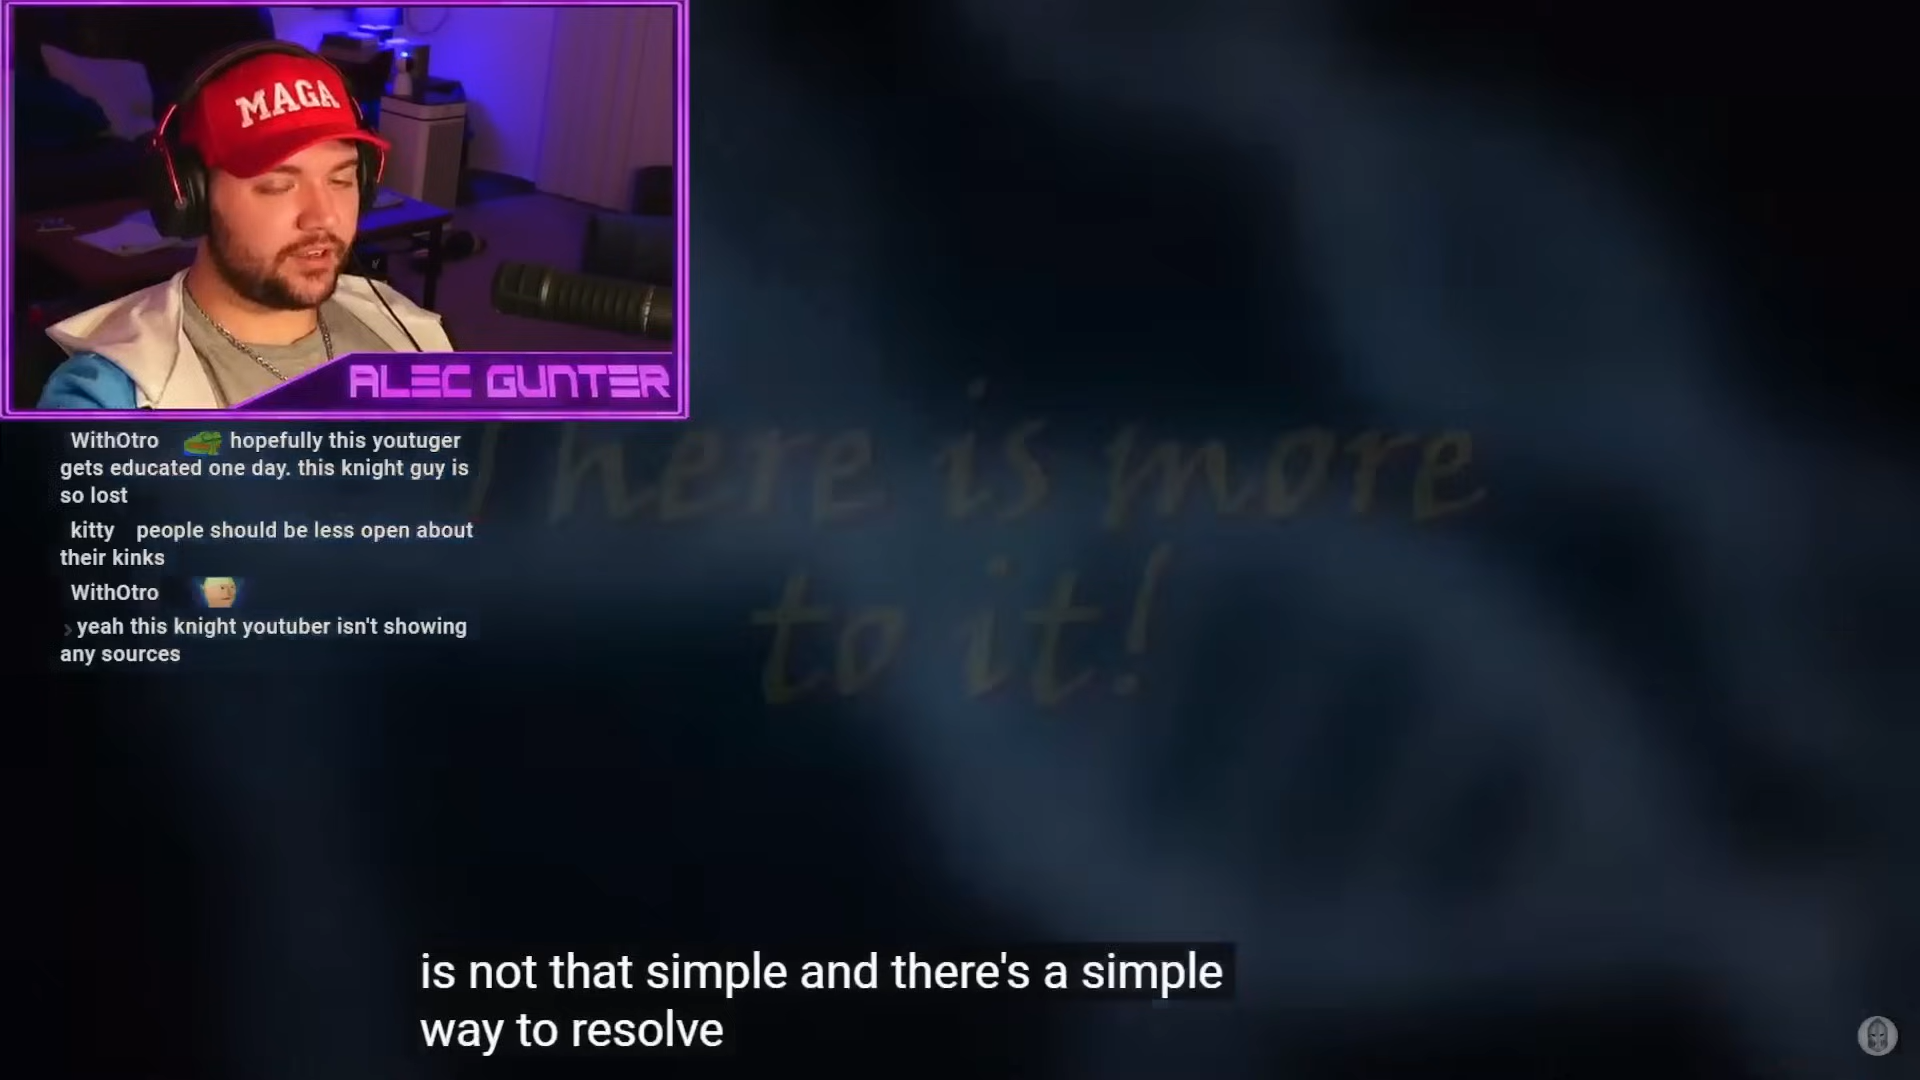 MAGA
ALEC GUNTER
WithOtro hopefully this youtuger
gets educated one day. this knight guy is
so lost
kitty people should be less open about
their kinks
WithOtro
yeah this knight youtuber isn't showing
any sources
There is more
to it!
is not that simple and there's a simple
way to resolve